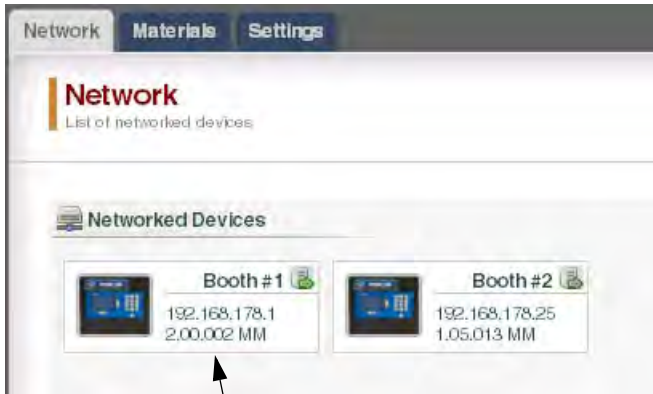 Network Materials Settings
Network
List of networked devices
Networked Devices
Booth #1
192.168.178.1
2.00.002 MM
Booth #2
192.168.178.25
1.05.013 MM